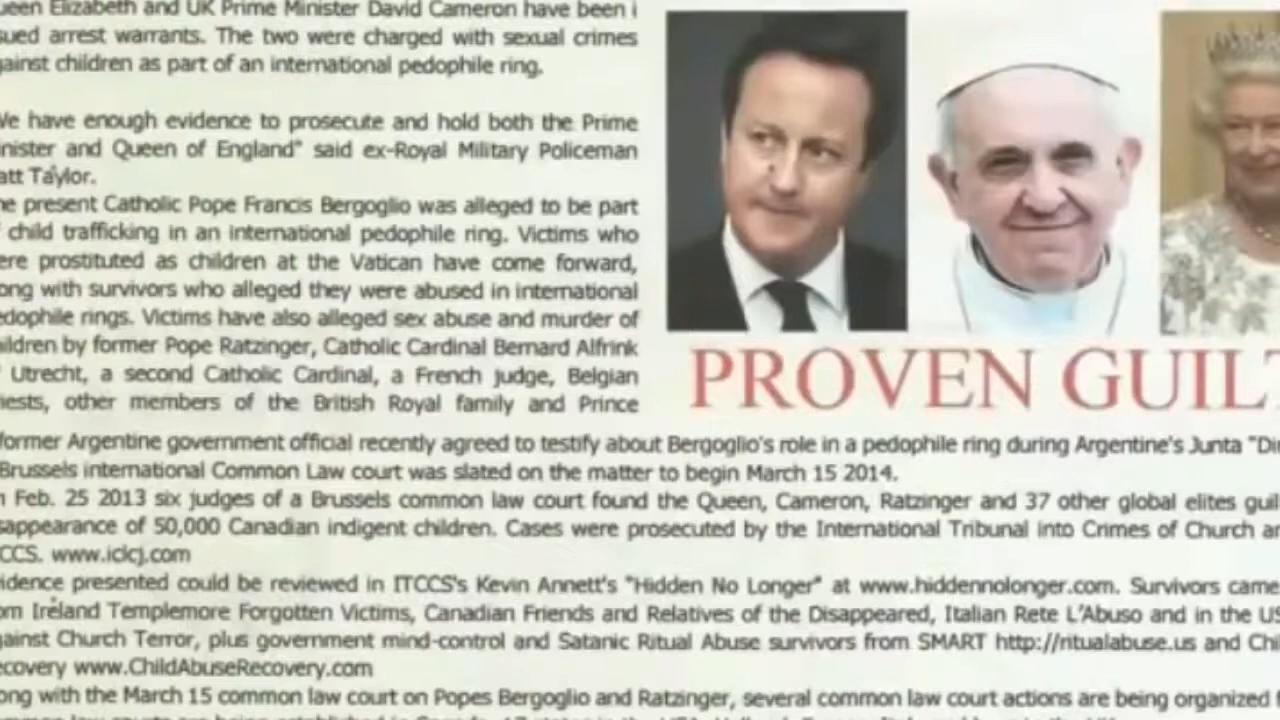 ueen Elizabeth and UK Prime Minister David Cameron have been i
sued arrest warrants. The two were charged with sexual crimes
gainst children as part of an international pedophile ring.
We have enough evidence to prosecute and hold both the Prime
inister and Queen of England" said ex-Royal Military Policeman
att Taylor.
he present Catholic Pope Francis Bergoglio was alleged to be part
f child trafficking in an international pedophile ring. Victims who
ere prostituted as children at the Vatican have come forward,
ong with survivors who alleged they were abused in international
edophile rings. Victims have also alleged sex abuse and murder of
hildren by former Pope Ratzinger, Catholic Cardinal Bernard Alfrink
f Utrecht, a second Catholic Cardinal, a French judge, Belgian
iests, other members of the British Royal family and Prince
PROVEN GUILT
former Argentine government official recently agreed to testify about Bergoglio's role in a pedophile ring during Argentine's Junta "Dir
Brussels international Common Law court was slated on the matter to begin March 15 2014.
n Feb. 25 2013 six judges of a Brussels common law court found the Queen, Cameron, Ratzinger and 37 other global elites guil
sappearance of 50,000 Canadian indigent children. Cases were prosecuted by the International Tribunal into Crimes of Church an
CCS. www.iclcj.com
idence presented could be reviewed in ITCCS's Kevin Annett's "Hidden No Longer" at www.hiddennolonger.com. Survivors came
om Ireland Templemore Forgotten Victims, Canadian Friends and Relatives of the Disappeared, Italian Rete L'Abuso and in the US
gainst Church Terror, plus government mind-control and Satanic Ritual Abuse survivors from SMART http://ritualabuse.us and Chi
ecovery www.ChildAbuseRecovery.com
ong with the March 15 common law court on Popes Bergoglio and Ratzinger, several common law court actions are being organized